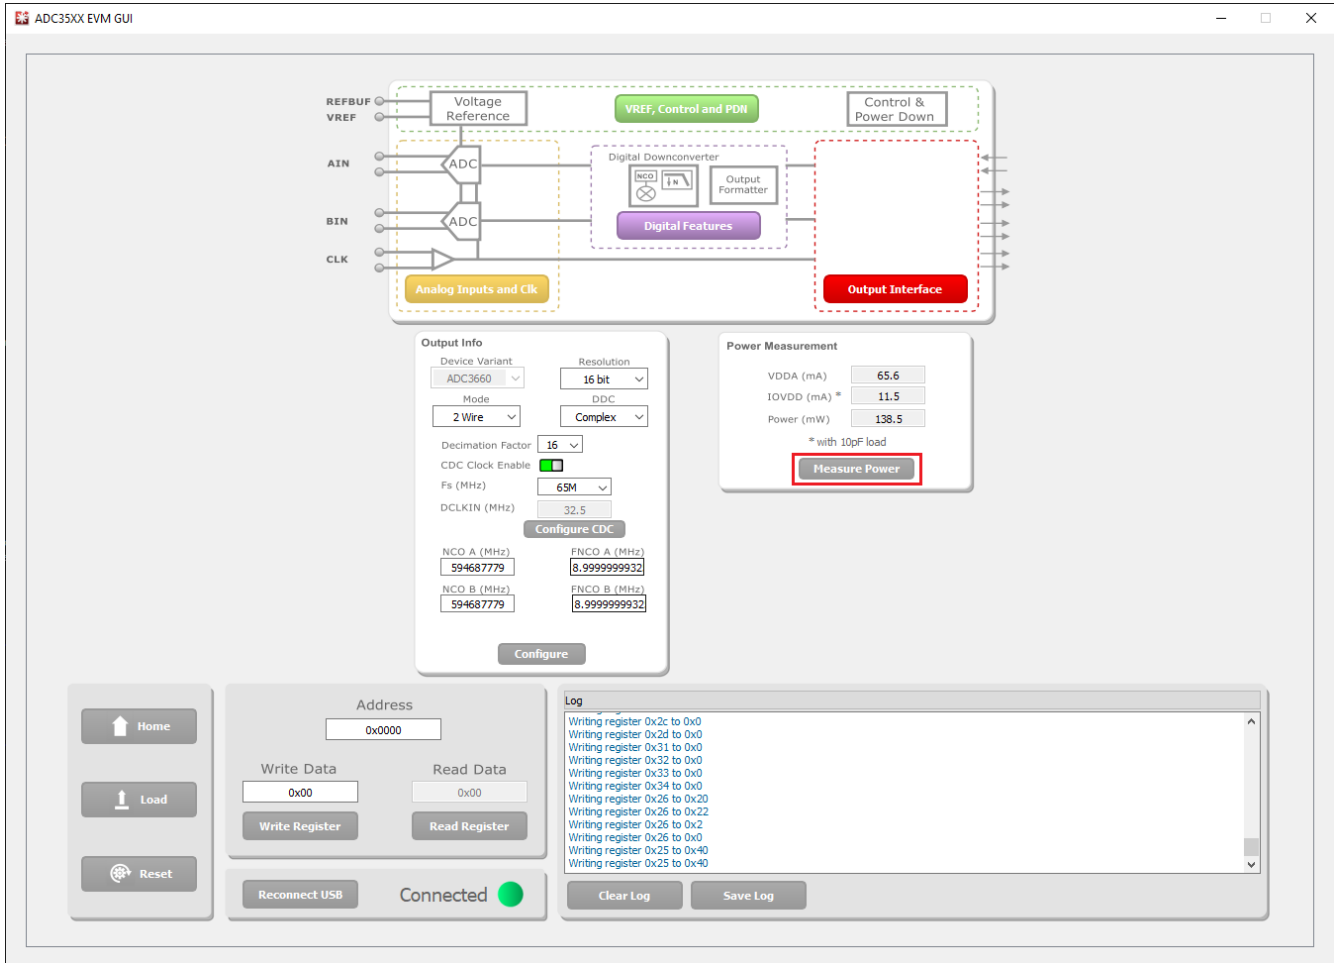 ADC35XX EVM GUI
REFBUF
VREF
Voltage
Reference
VREF, Control and PDN
Control &
Power Down
AIN
ADC
BIN
ADC
CLK
Digital Downconverter
NCO
N
Output
Formatter
Digital Features
Analog Inputs and Clk
Output Interface
Output Info
Device Variant
Resolution
ADC3660
16 bit
Mode
DDC
2 Wire
Complex
Decimation Factor
16
CDC Clock Enable
Fs (MHz)
65M
DCLKIN (MHz)
32.5
Configure CDC
NCO A (MHz)
FNCO A (MHz)
594687779
8.9999999932
NCO B (MHz)
FNCO B (MHz)
594687779
8.9999999932
Configure
Power Measurement
VDDA (mA)
65.6
IOVDD (mA) *
11.5
Power (mW)
138.5
* with 10pF load
Measure Power
Home
Load
Reset
Address
0x0000
Write Data
Read Data
0x00
0x00
Write Register
Read Register
Reconnect USB
Connected
Log
Writing register 0x2c to 0x0
Writing register 0x2d to 0x0
Writing register 0x31 to 0x0
Writing register 0x32 to 0x0
Writing register 0x33 to 0x0
Writing register 0x34 to 0x0
Writing register 0x26 to 0x20
Writing register 0x26 to 0x22
Writing register 0x26 to 0x2
Writing register 0x26 to 0x0
Writing register 0x25 to 0x40
Writing register 0x25 to 0x40
Clear Log
Save Log